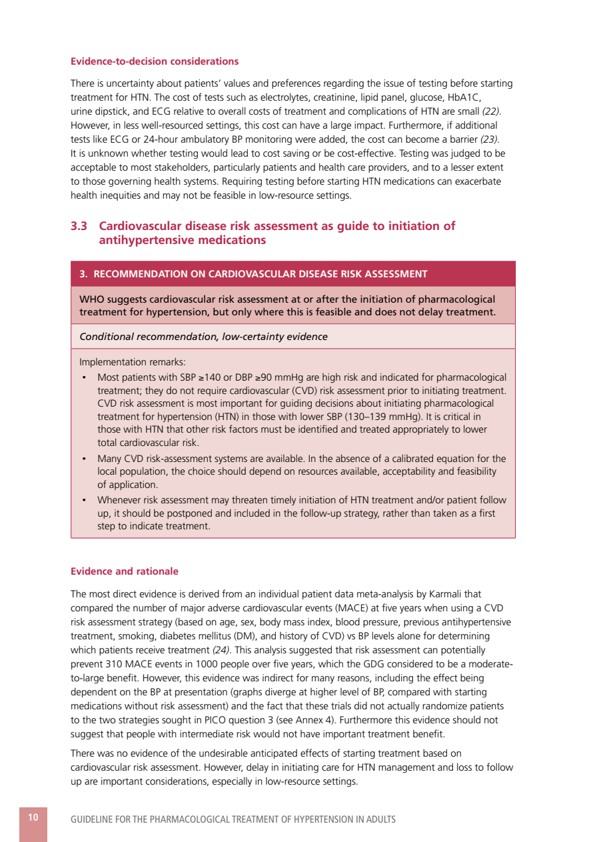 Evidence-to-decision considerations
There is uncertainty about patients' values and preferences regarding the issue of testing before starting
treatment for HTN. The cost of tests such as electrolytes, creatinine, lipid panel, glucose, HbA1C,
urine dipstick, and ECG relative to overall costs of treatment and complications of HTN are small (22).
However, in less well-resourced settings, this cost can have a large impact. Furthermore, if additional
tests like ECG or 24-hour ambulatory BP monitoring were added, the cost can become a barrier (23).
It is unknown whether testing would lead to cost saving or be cost-effective. Testing was judged to be
acceptable to most stakeholders, particularly patients and health care providers, and to a lesser extent
to those governing health systems. Requiring testing before starting HTN medications can exacerbate
health inequities and may not be feasible in low-resource settings.
3.3 Cardiovascular disease risk assessment as guide to initiation of
antihypertensive medications
3. RECOMMENDATION ON CARDIOVASCULAR DISEASE RISK ASSESSMENT
WHO suggests cardiovascular risk assessment at or after the initiation of pharmacological
treatment for hypertension, but only where this is feasible and does not delay treatment.
Conditional recommendation, low-certainty evidence
Implementation remarks:
• Most patients with SBP ≥140 or DBP ≥90 mmHg are high risk and indicated for pharmacological
treatment; they do not require cardiovascular (CVD) risk assessment prior to initiating treatment.
CVD risk assessment is most important for guiding decisions about initiating pharmacological
treatment for hypertension (HTN) in those with lower SBP (130–139 mmHg). It is critical in
those with HTN that other risk factors must be identified and treated appropriately to lower
total cardiovascular risk.
• Many CVD risk-assessment systems are available. In the absence of a calibrated equation for the
local population, the choice should depend on resources available, acceptability and feasibility
of application.
• Whenever risk assessment may threaten timely initiation of HTN treatment and/or patient follow
up, it should be postponed and included in the follow-up strategy, rather than taken as a first
step to indicate treatment.
Evidence and rationale
The most direct evidence is derived from an individual patient data meta-analysis by Karmali that
compared the number of major adverse cardiovascular events (MACE) at five years when using a CVD
risk assessment strategy (based on age, sex, body mass index, blood pressure, previous antihypertensive
treatment, smoking, diabetes mellitus (DM), and history of CVD) vs BP levels alone for determining
which patients receive treatment (24). This analysis suggested that risk assessment can potentially
prevent 310 MACE events in 1000 people over five years, which the GDG considered to be a moderate-
to-large benefit. However, this evidence was indirect for many reasons, including the effect being
dependent on the BP at presentation (graphs diverge at higher level of BP, compared with starting
medications without risk assessment) and the fact that these trials did not actually randomize patients
to the two strategies sought in PICO question 3 (see Annex 4). Furthermore this evidence should not
suggest that people with intermediate risk would not have important treatment benefit.
There was no evidence of the undesirable anticipated effects of starting treatment based on
cardiovascular risk assessment. However, delay in initiating care for HTN management and loss to follow
up are important considerations, especially in low-resource settings.
10 GUIDELINE FOR THE PHARMACOLOGICAL TREATMENT OF HYPERTENSION IN ADULTS